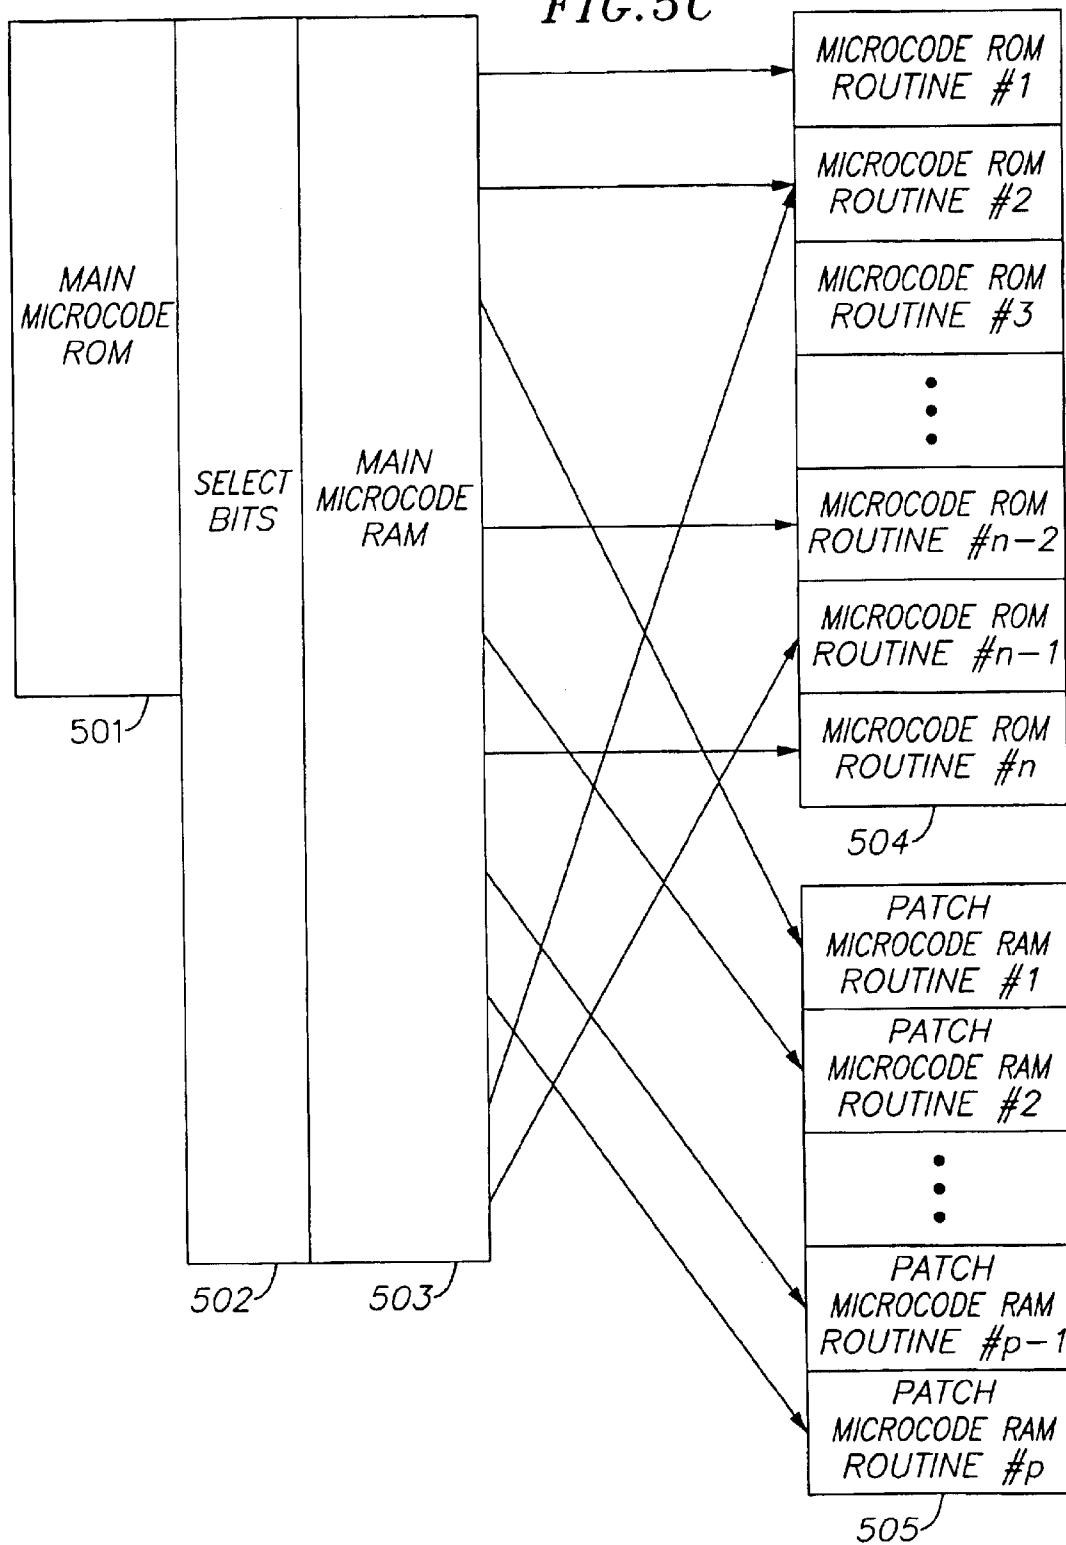 FIG.5C
MAIN
MICROCODE
ROM
501
SELECT
BITS
502
MAIN
MICROCODE
RAM
503
MICROCODE ROM
ROUTINE #1
MICROCODE ROM
ROUTINE #2
MICROCODE ROM
ROUTINE #3
MICROCODE ROM
ROUTINE #n-2
MICROCODE ROM
ROUTINE #n-1
MICROCODE ROM
ROUTINE #n
504
PATCH
MICROCODE RAM
ROUTINE #1
PATCH
MICROCODE RAM
ROUTINE #2
PATCH
MICROCODE RAM
ROUTINE #p-1
PATCH
MICROCODE RAM
ROUTINE #p
505